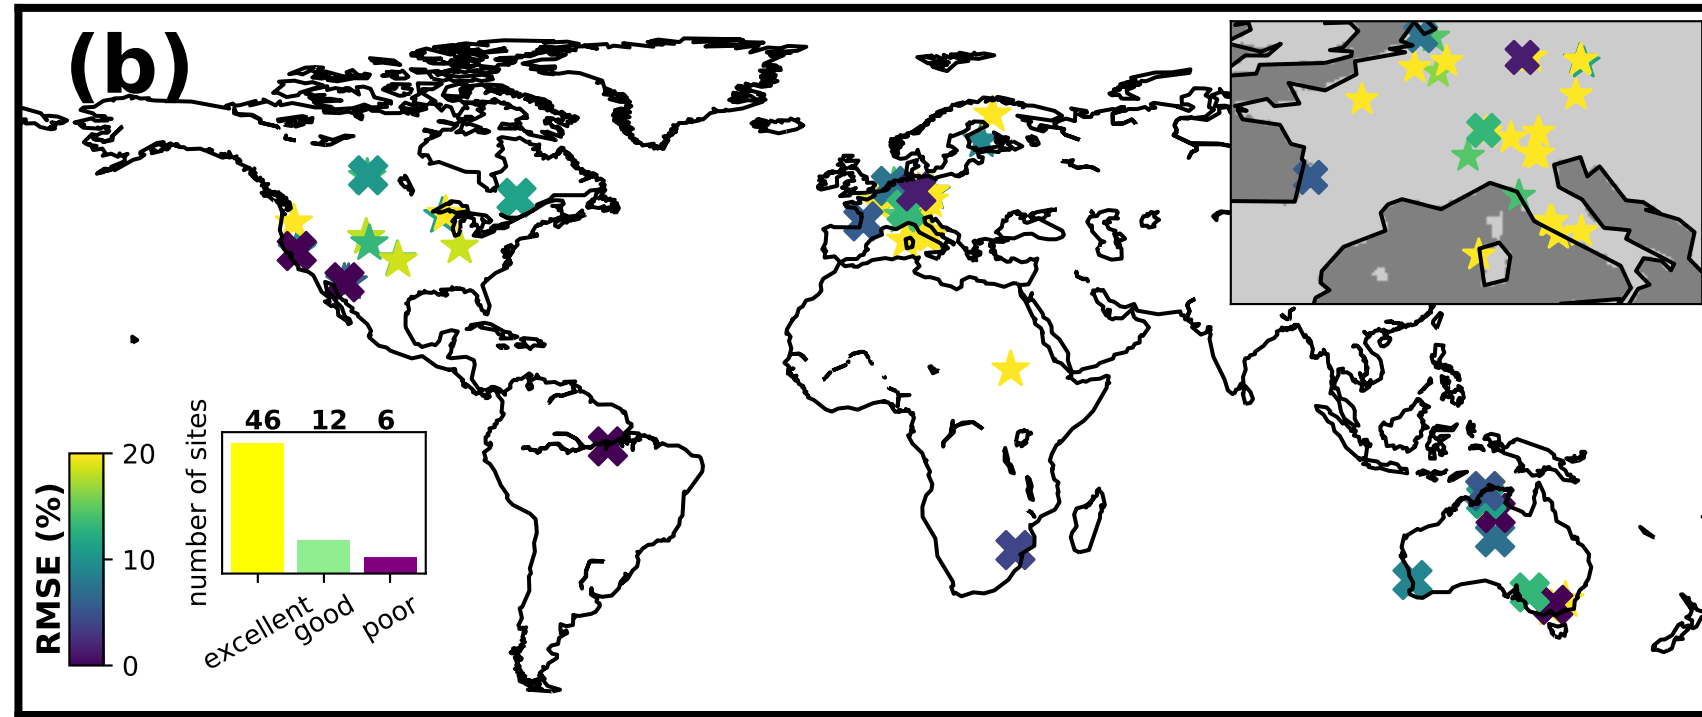 (b)
46 12 6
number of sites
excellent
good
poor
RMSE (%)
20
10
0